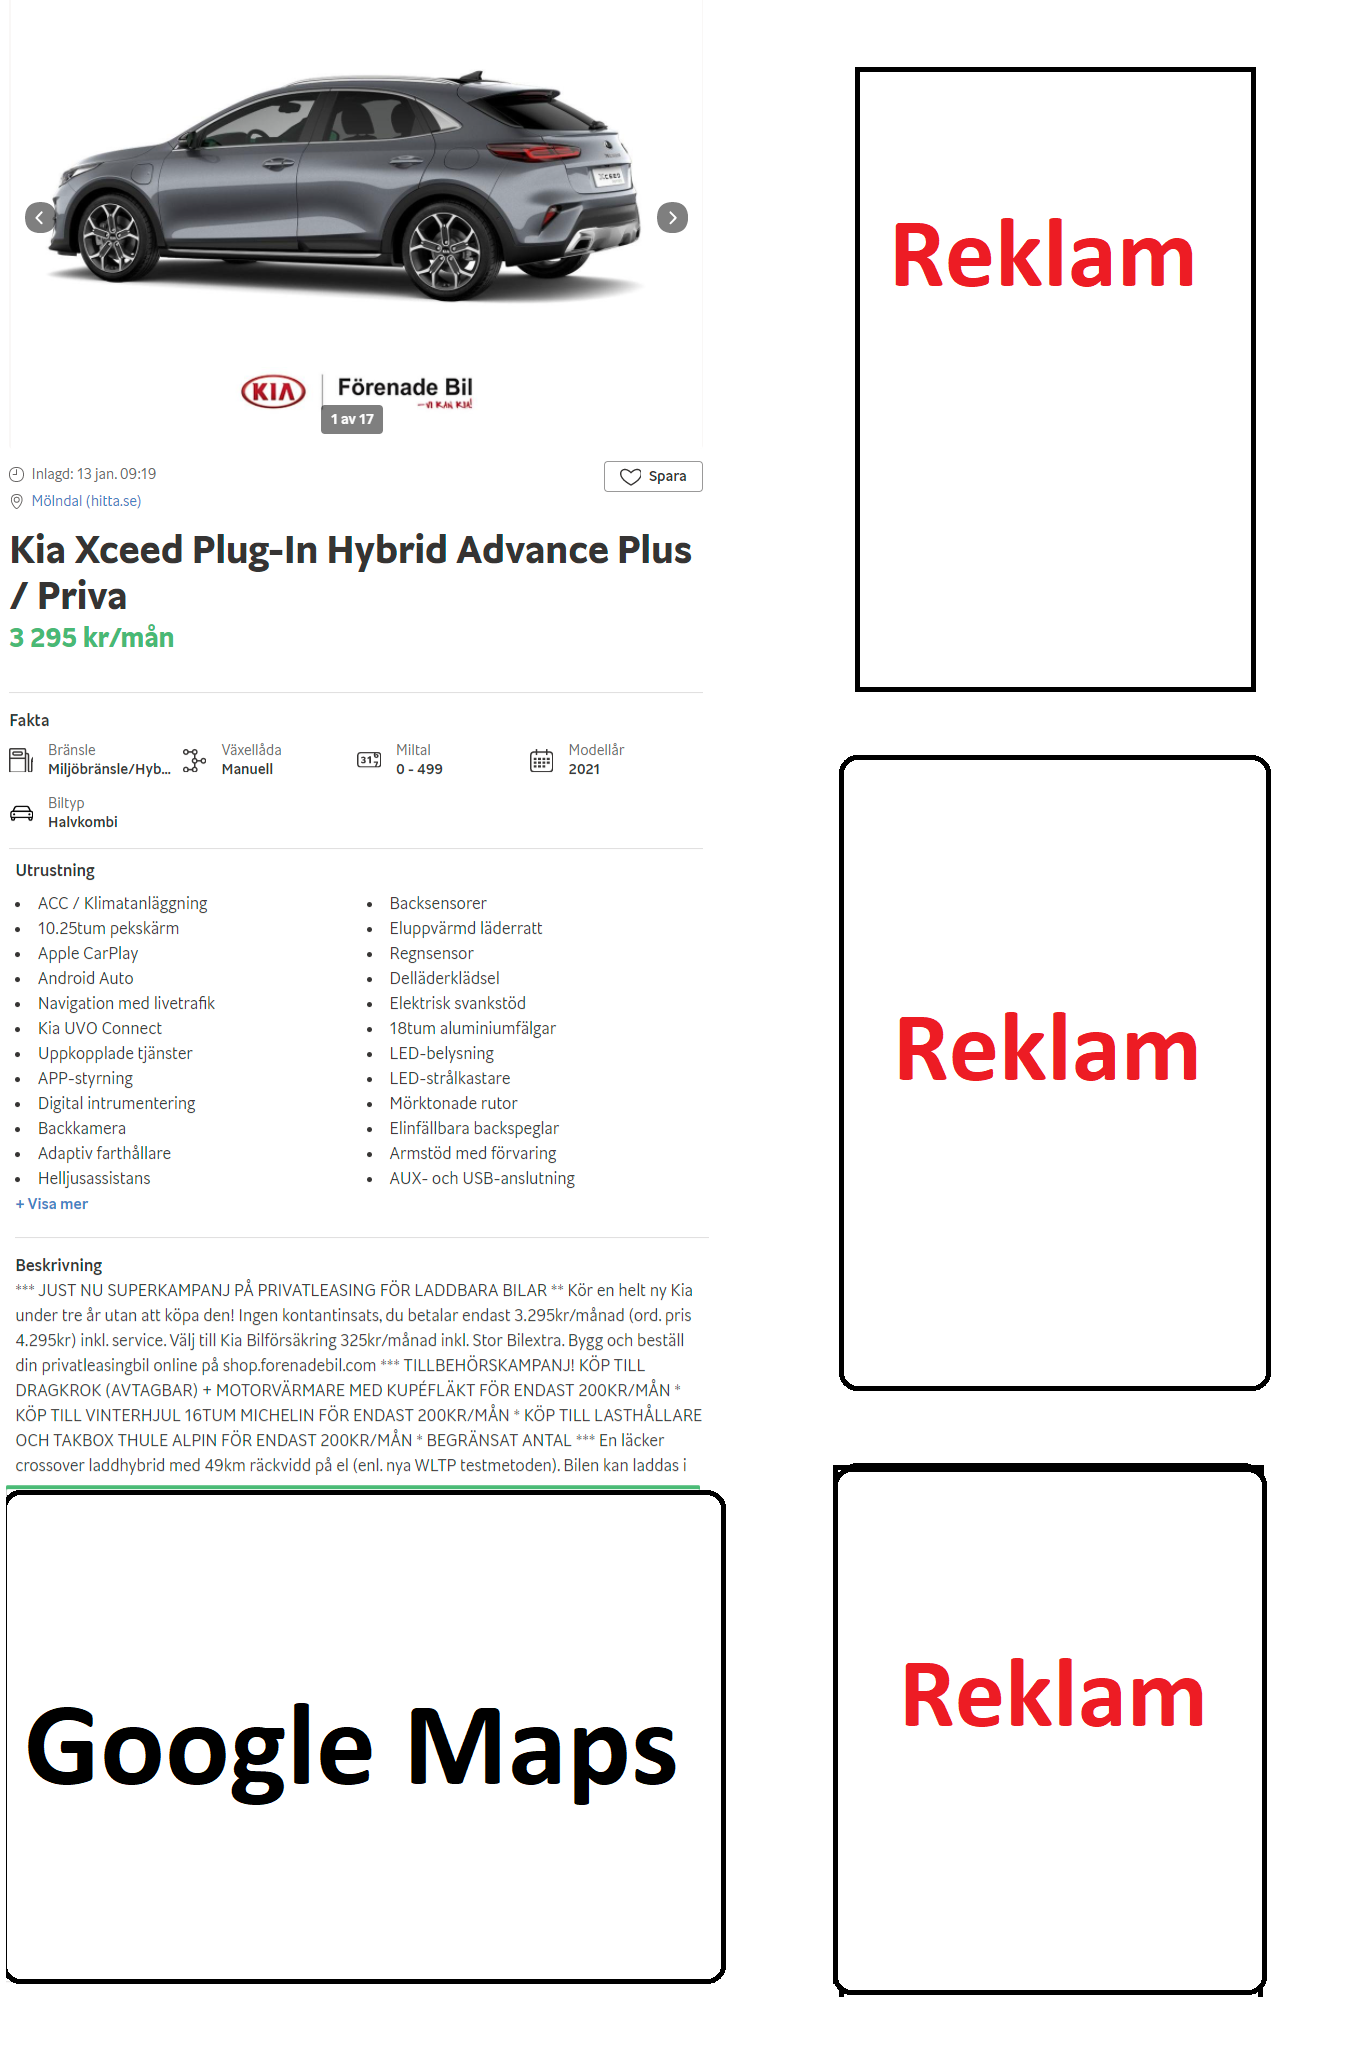 XCEED
KIA
Förenade Bil
—VI KAN KIA!
1 av 17
Inlagd: 13 jan. 09:19
Spara
Mölndal (hitta.se)
Kia Xceed Plug-In Hybrid Advance Plus
/ Priva
3 295 kr/mån
Fakta
Bränsle
Miljöbränsle/Hyb...
Växellåda
Manuell
Miltal
0 - 499
Modellår
2021
Biltyp
Halvkombi
Utrustning
ACC / Klimatanläggning
10.25tum pekskärm
Apple CarPlay
Android Auto
Navigation med livetrafik
Kia UVO Connect
Uppkopplade tjänster
APP-styrning
Digital intrumentering
Backkamera
Adaptiv farthållare
Helljusassistans
+ Visa mer
Backsensorer
Eluppvärmd läderratt
Regnsensor
Delläderklädsel
Elektrisk svankstöd
18tum aluminiumfälgar
LED-belysning
LED-strålkastare
Mörktonade rutor
Elinfällbara backspeglar
Armstöd med förvaring
AUX- och USB-anslutning
Beskrivning
*** JUST NU SUPERKAMPANJ PÅ PRIVATLEASING FÖR LADDBARA BILAR ** Kör en helt ny Kia
under tre år utan att köpa den! Ingen kontantinsats, du betalar endast 3.295kr/månad (ord. pris
4.295kr) inkl. service. Välj till Kia Bilförsäkring 325kr/månad inkl. Stor Bilextra. Bygg och beställ
din privatleasingbil online på shop.forenadebil.com *** TILLBEHÖRSKAMPANJ! KÖP TILL
DRAGKROK (AVTAGBAR) + MOTORVÄRMARE MED KUPÉFLÄKT FÖR ENDAST 200KR/MÅN *
KÖP TILL VINTERHJUL 16TUM MICHELIN FÖR ENDAST 200KR/MÅN * KÖP TILL LASTHÅLLARE
OCH TAKBOX THULE ALPIN FÖR ENDAST 200KR/MÅN * BEGRÄNSAT ANTAL *** En läcker
crossover laddhybrid med 49km räckvidd på el (enl. nya WLTP testmetoden). Bilen kan laddas i
Google Maps
Reklam
Reklam
Reklam